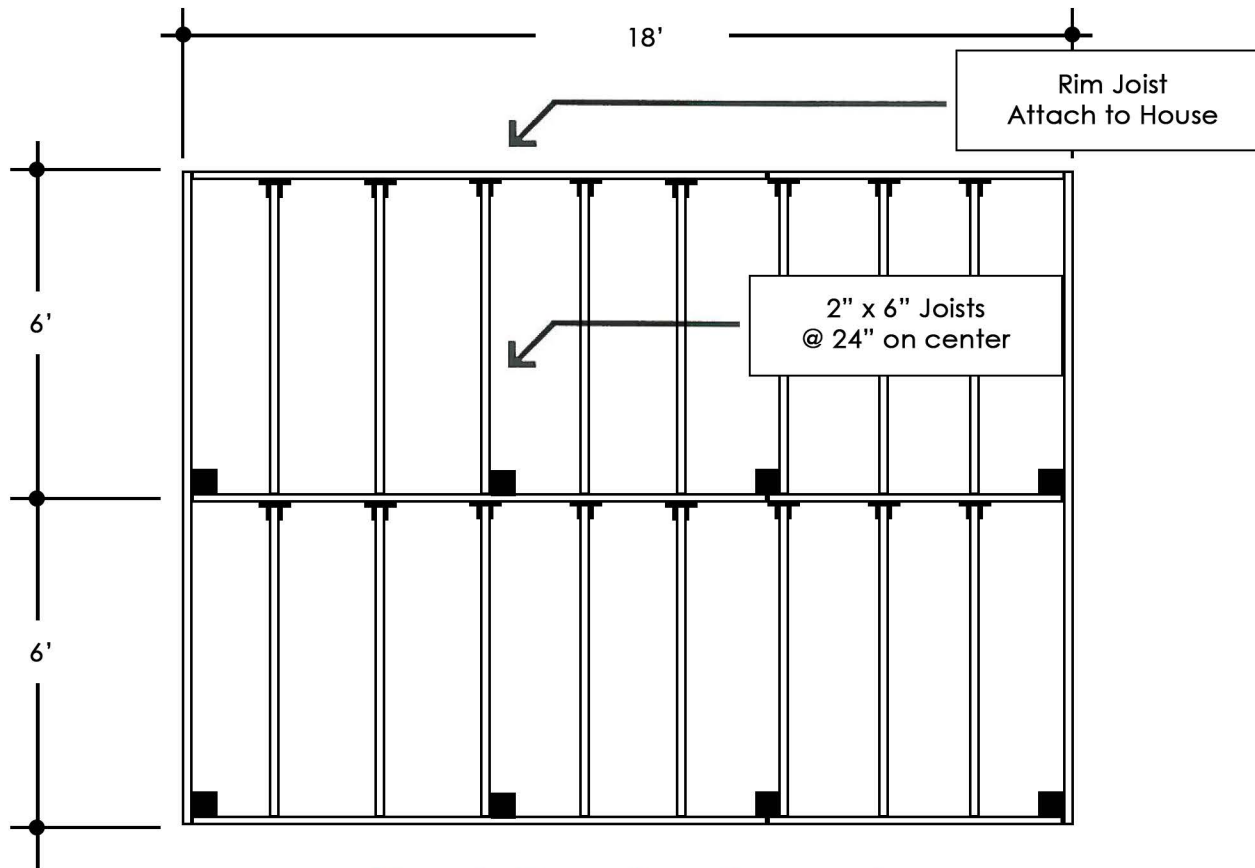 18’
Rim Joist
Attach to House
6’
2” x 6” Joists
@ 24” on center
6’